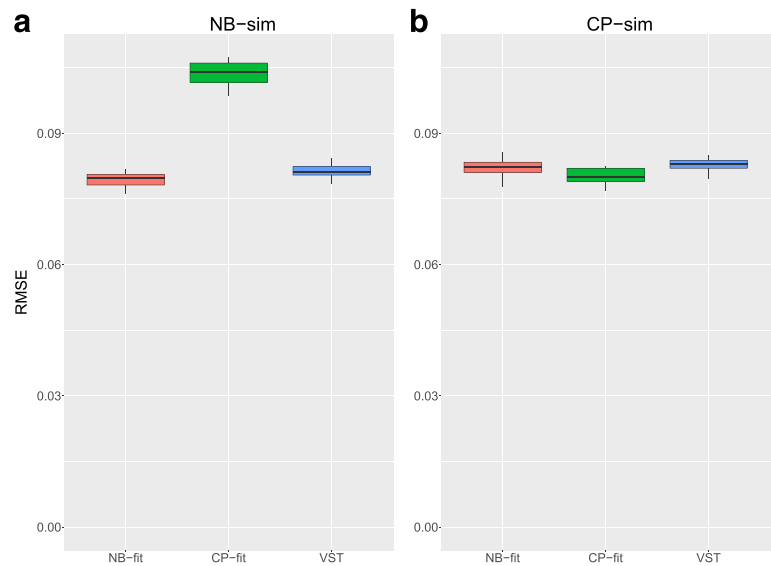 a
NB−sim
b
CP−sim
RMSE
0.09
0.06
0.03
0.00
NB−fit
CP−fit
VST
0.09
0.06
0.03
0.00
NB−fit
CP−fit
VST